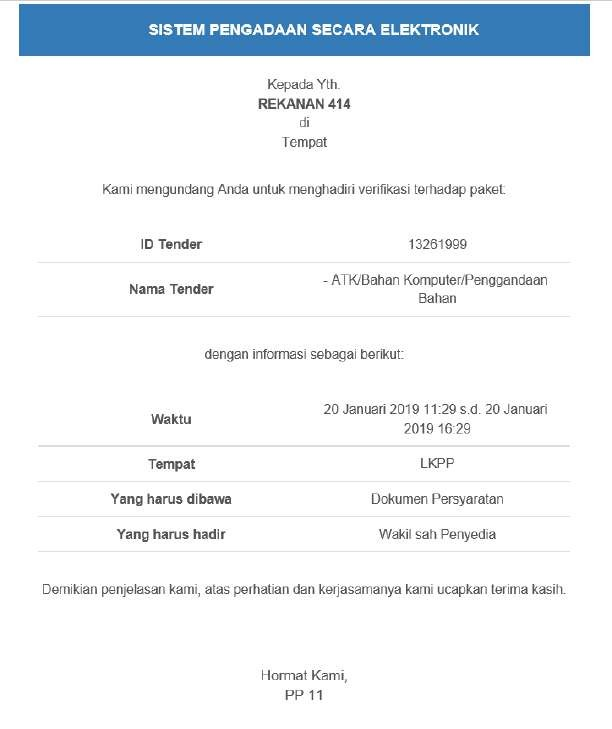 SISTEM PENGADAAN SECARA ELEKTRONIK
Kepada Yth.
REKANAN 414
di
Tempat
Kami mengundang Anda untuk menghadiri verifikasi terhadap paket:
ID Tender 13261999
Nama Tender - ATK/Bahan Komputer/Penggandaan
Bahan
dengan informasi sebagai berikut:
Waktu 20 Januari 2019 11:29 s.d. 20 Januari
2019 16:29
Tempat LKPP
Yang harus dibawa Dokumen Persyaratan
Yang harus hadir Wakil sah Penyedia
Demikian penjelasan kami, atas perhatian dan kerjasamanya kami ucapkan terima kasih.
Hormat Kami,
PP 11